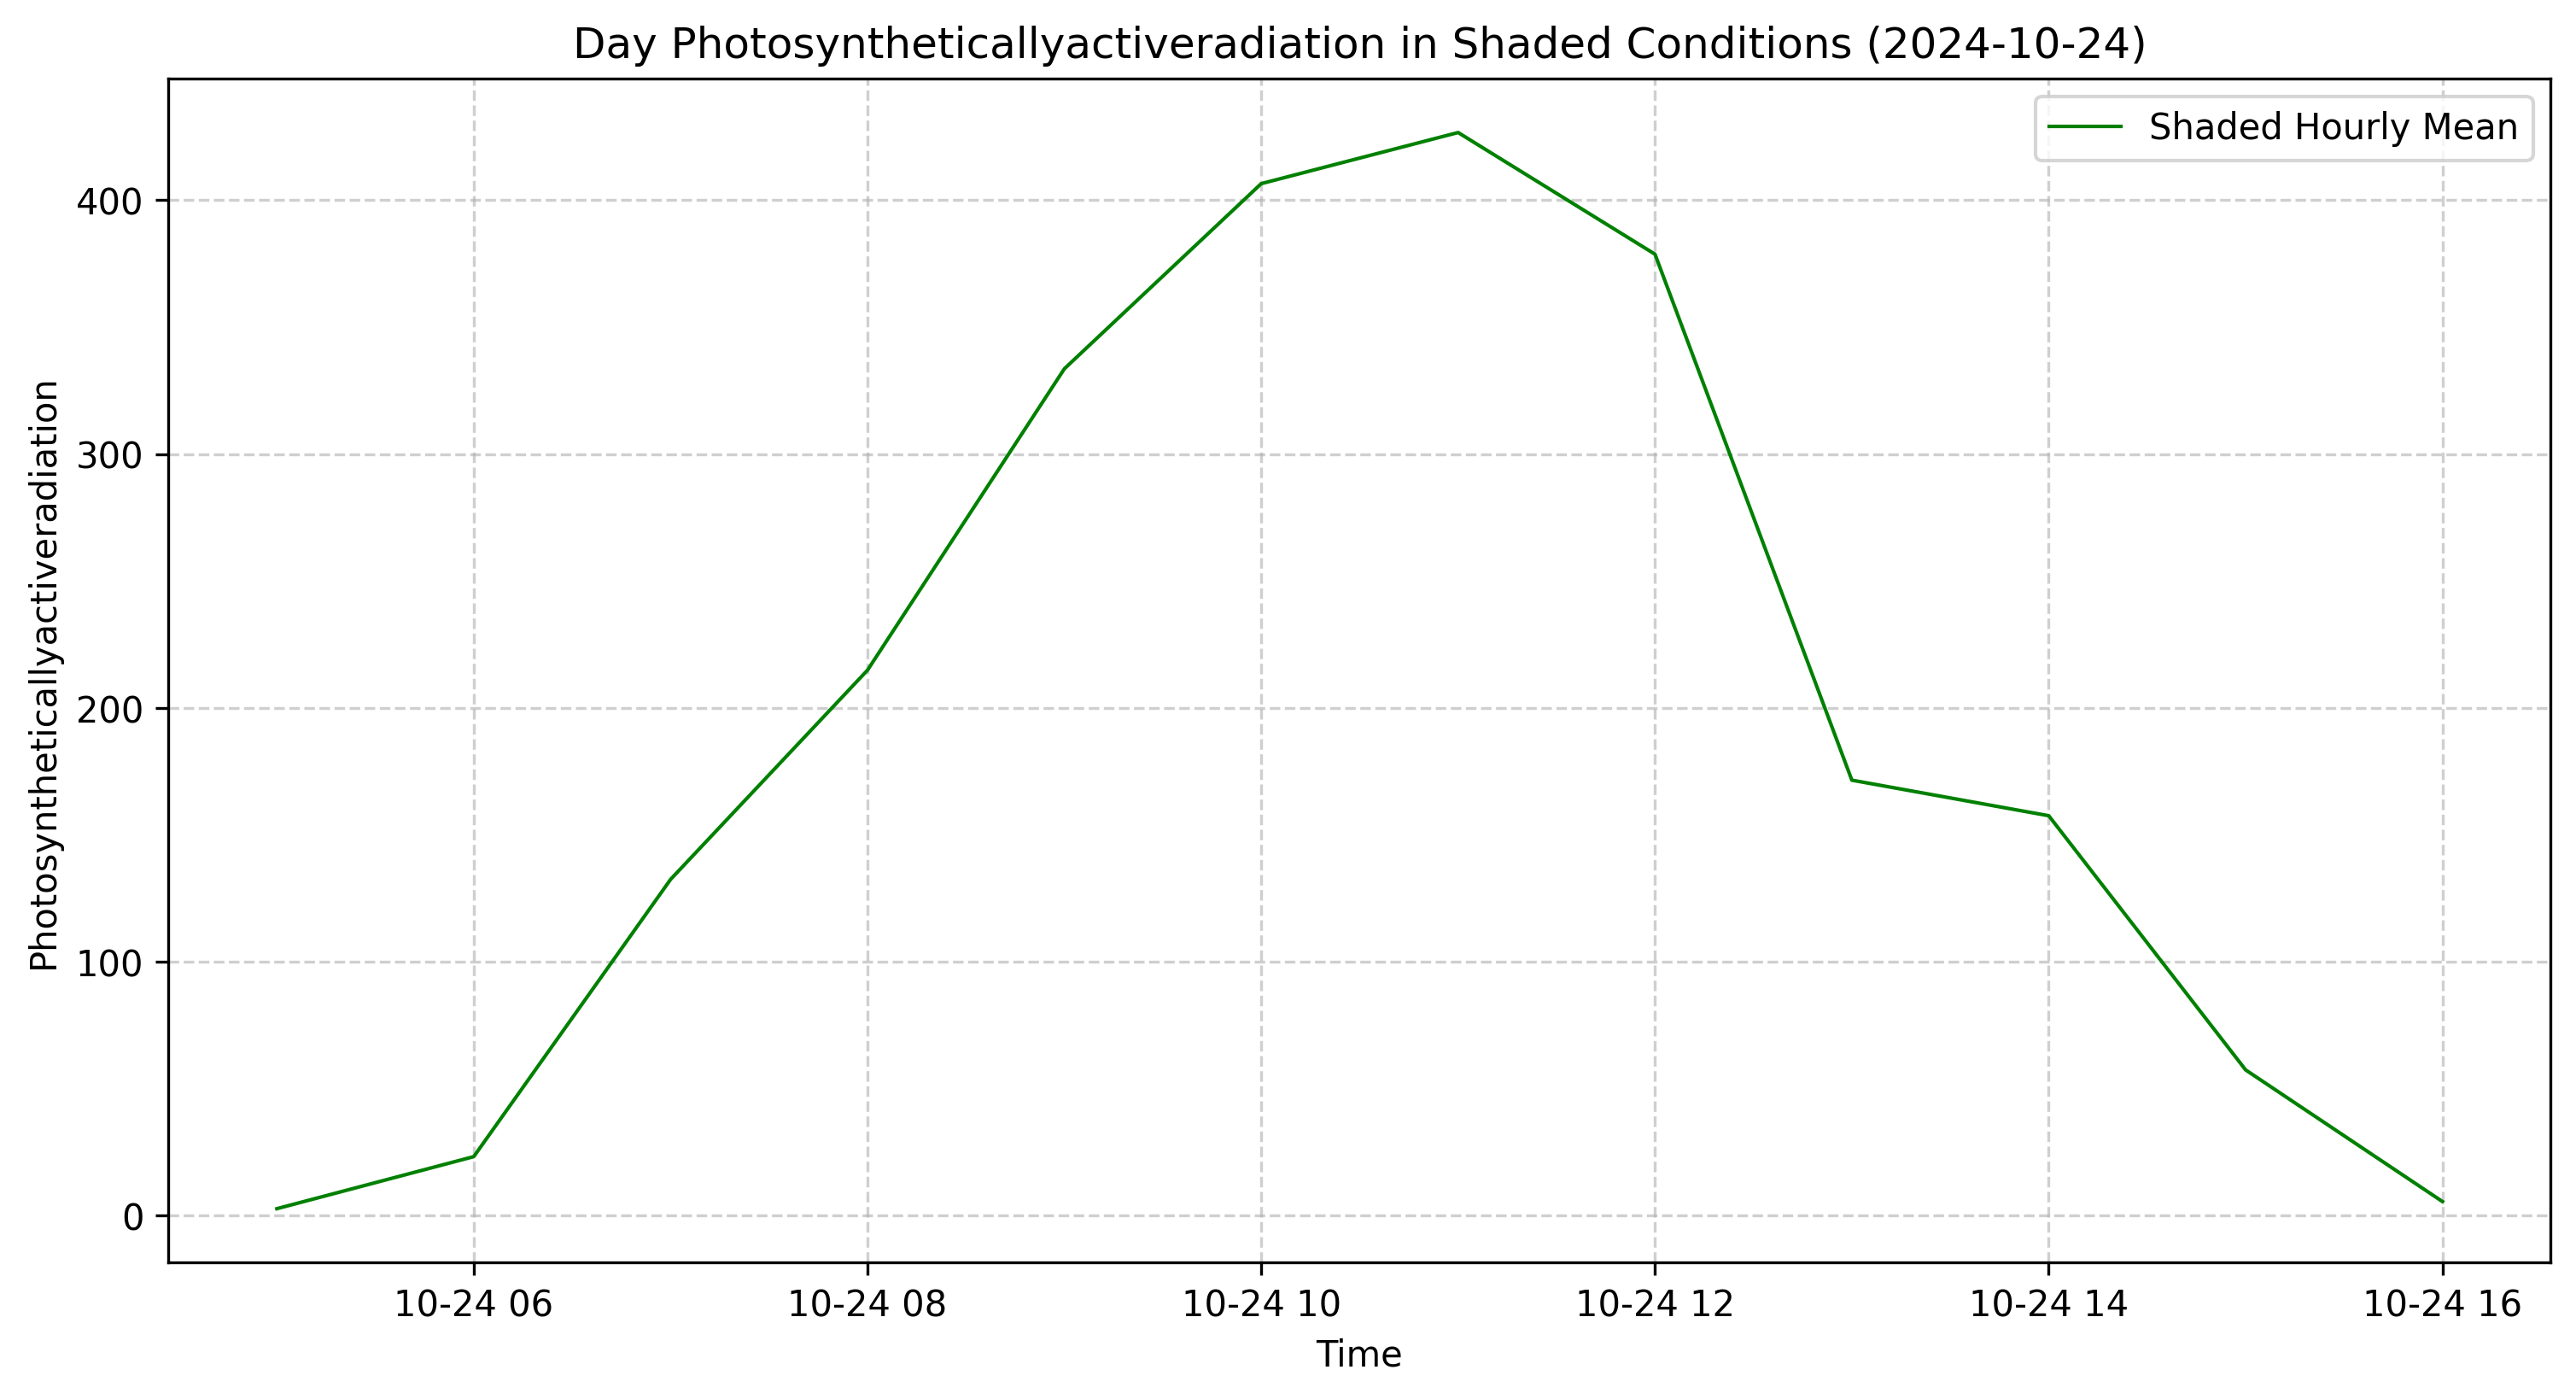 Day Photosyntheticallyactiveradiation in Shaded Conditions (2024-10-24)
Shaded Hourly Mean
Photosyntheticallyactiveradiation
400
300
200
100
0
10-24 06
10-24 08
10-24 10
10-24 12
10-24 14
10-24 16
Time